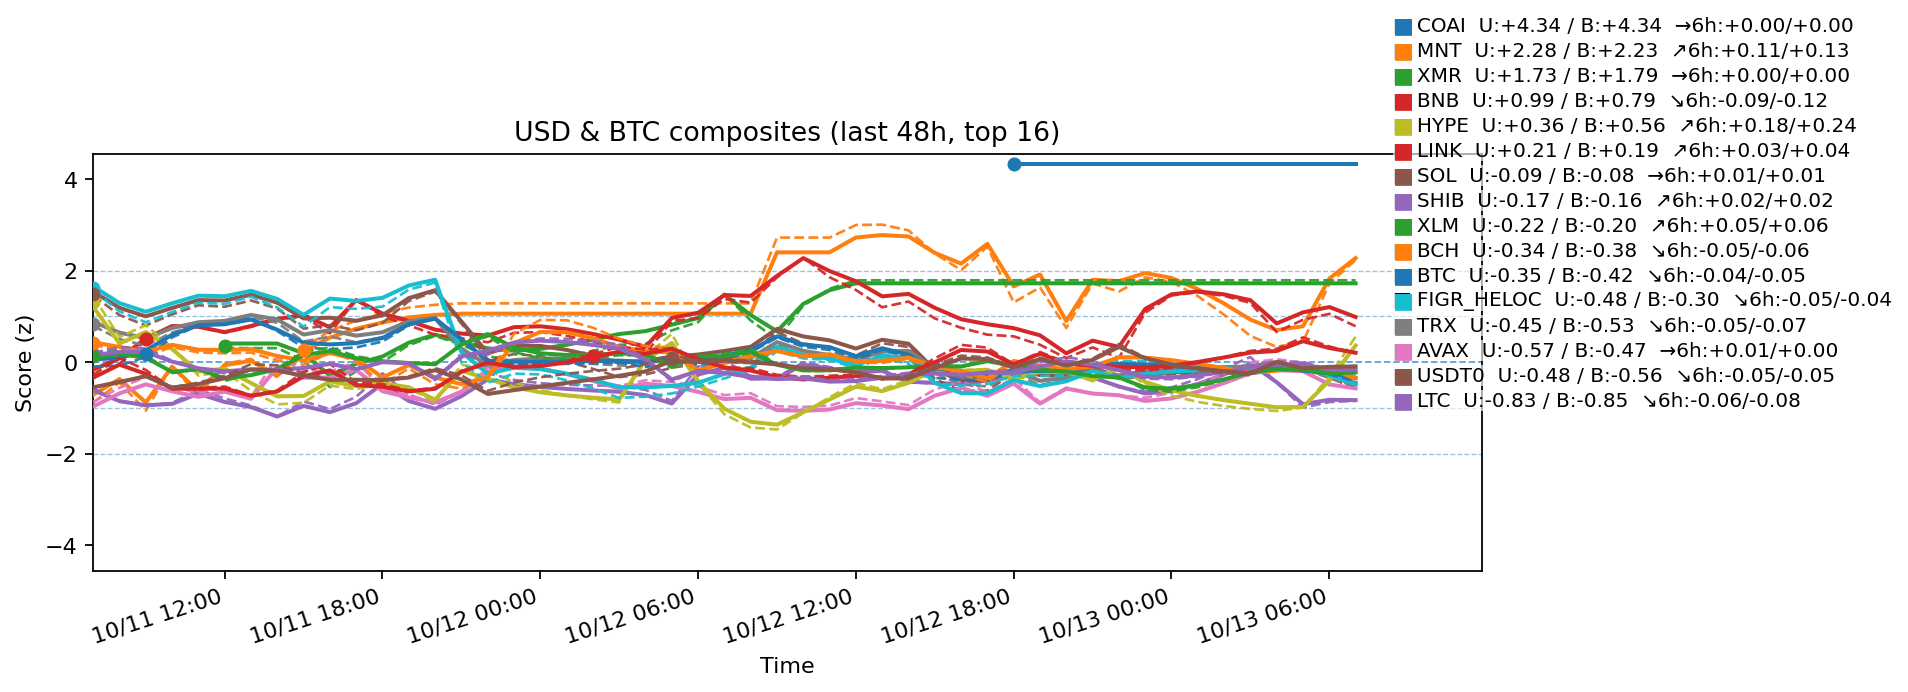 COAI U:+4.34 / B:+4.34 →6h:+0.00/+0.00
MNT U:+2.28 / B:+2.23 ↗6h:+0.11/+0.13
XMR U:+1.73 / B:+1.79 →6h:+0.00/+0.00
BNB U:+0.99 / B:+0.79 ↘6h:-0.09/-0.12
HYPE U:+0.36 / B:+0.56 ↗6h:+0.18/+0.24
LINK U:+0.21 / B:+0.19 ↗6h:+0.03/+0.04
SOL U:-0.09 / B:-0.08 →6h:+0.01/+0.01
SHIB U:-0.17 / B:-0.16 ↗6h:+0.02/+0.02
XLM U:-0.22 / B:-0.20 ↗6h:+0.05/+0.06
BCH U:-0.34 / B:-0.38 ↘6h:-0.05/-0.06
BTC U:-0.35 / B:-0.42 ↘6h:-0.04/-0.05
FIGR_HELOC U:-0.48 / B:-0.30 ↘6h:-0.05/-0.04
TRX U:-0.45 / B:-0.53 ↘6h:-0.05/-0.07
AVAX U:-0.57 / B:-0.47 →6h:+0.01/+0.00
USDT0 U:-0.48 / B:-0.56 ↘6h:-0.05/-0.05
LTC U:-0.83 / B:-0.85 ↘6h:-0.06/-0.08
USD & BTC composites (last 48h, top 16)
Score (z)
4
2
0
−2
−4
10/11 12:00
10/11 18:00
10/12 00:00
10/12 06:00
10/12 12:00
10/12 18:00
10/13 00:00
10/13 06:00
Time